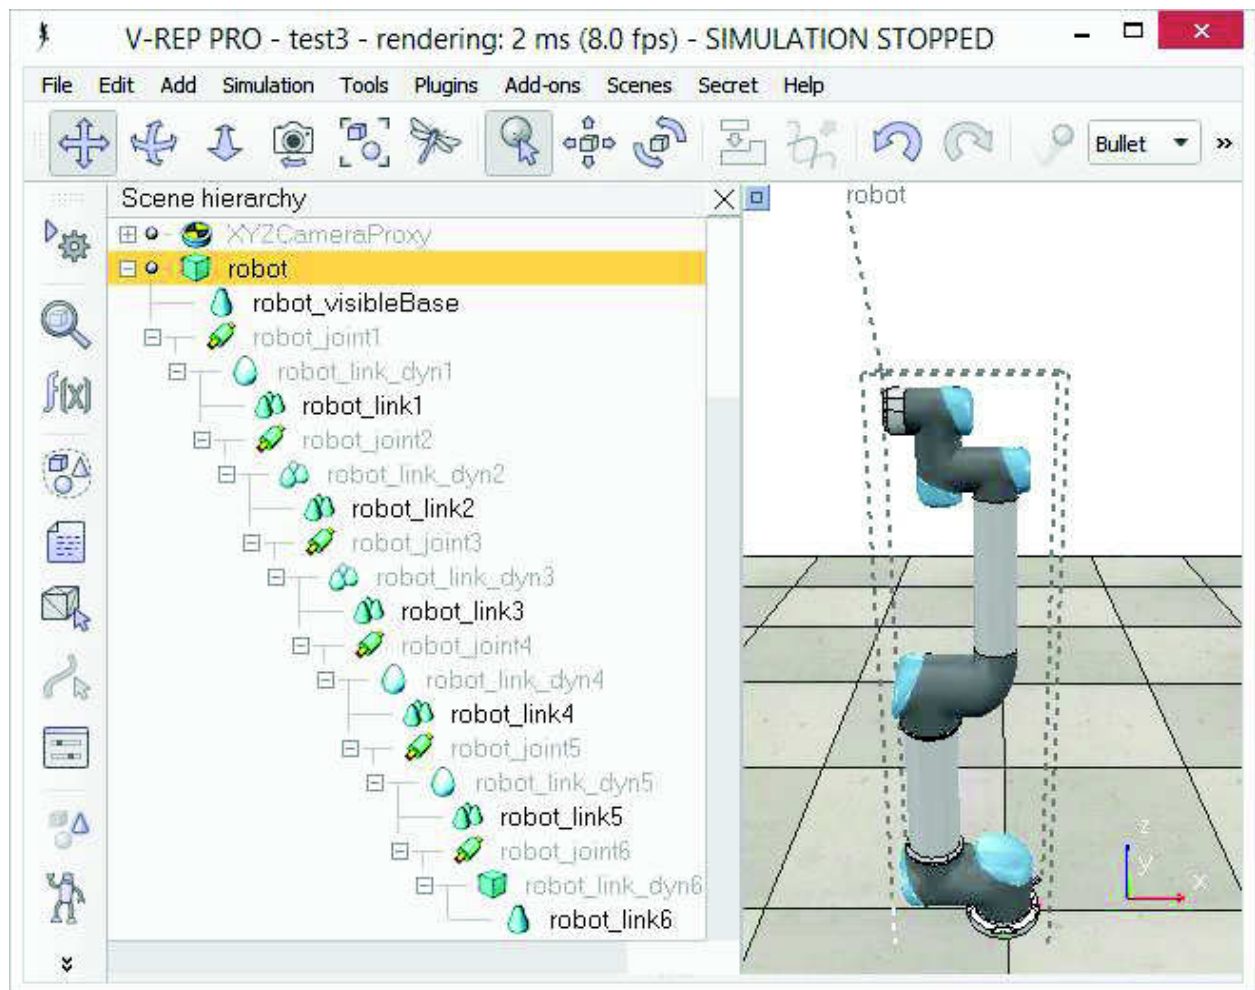 V-REP PRO - test3 - rendering: 2 ms (8.0 fps) - SIMULATION STOPPED
File Edit Add Simulation Tools Plugins Add-ons Scenes Secret Help
f(x)
Bullet
Scene hierarchy
robot
XYZCameraProxy
robot
robot_visibleBase
robot_joint1
robot_link_dyn1
robot_link1
robot_joint2
robot_link_dyn2
robot_link2
robot_joint3
robot_link_dyn3
robot_link3
robot_joint4
robot_link_dyn4
robot_link4
robot_joint5
robot_link_dyn5
robot_link5
robot_joint6
robot_link_dyn6
robot_link6
z
y
x